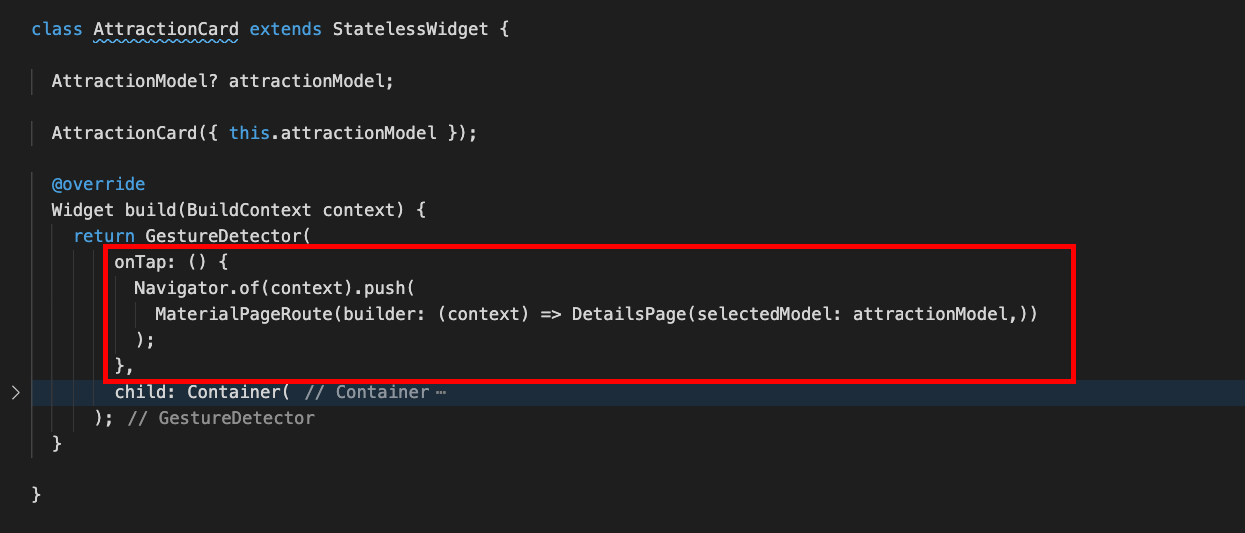 class AttractionCard extends StatelessWidget {
AttractionModel? attractionModel;
AttractionCard({ this.attractionModel });
@override
Widget build(BuildContext context) {
return GestureDetector(
onTap: () {
Navigator.of(context).push(
MaterialPageRoute(builder: (context) => DetailsPage(selectedModel: attractionModel,))
);
},
child: Container( // Container ⋯
); // GestureDetector
}
}